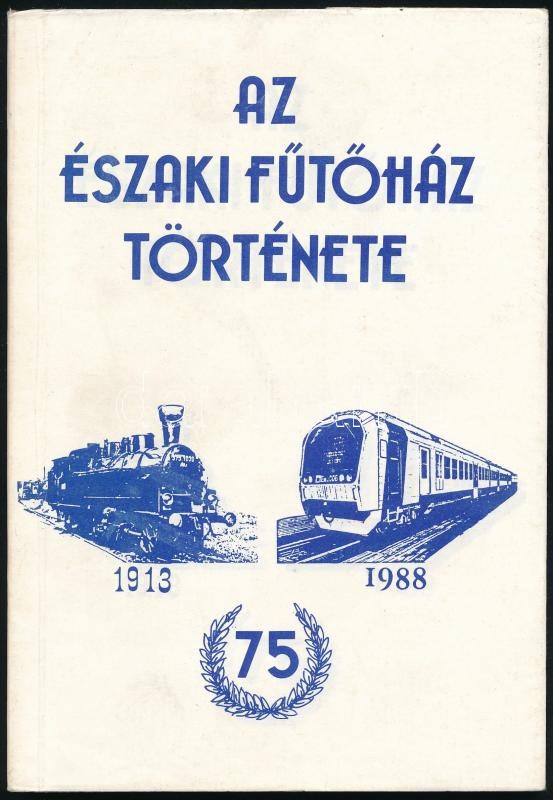 AZ
ÉSZAKI FŰTŐHÁZ
TÖRTÉNETE
1913
1988
75